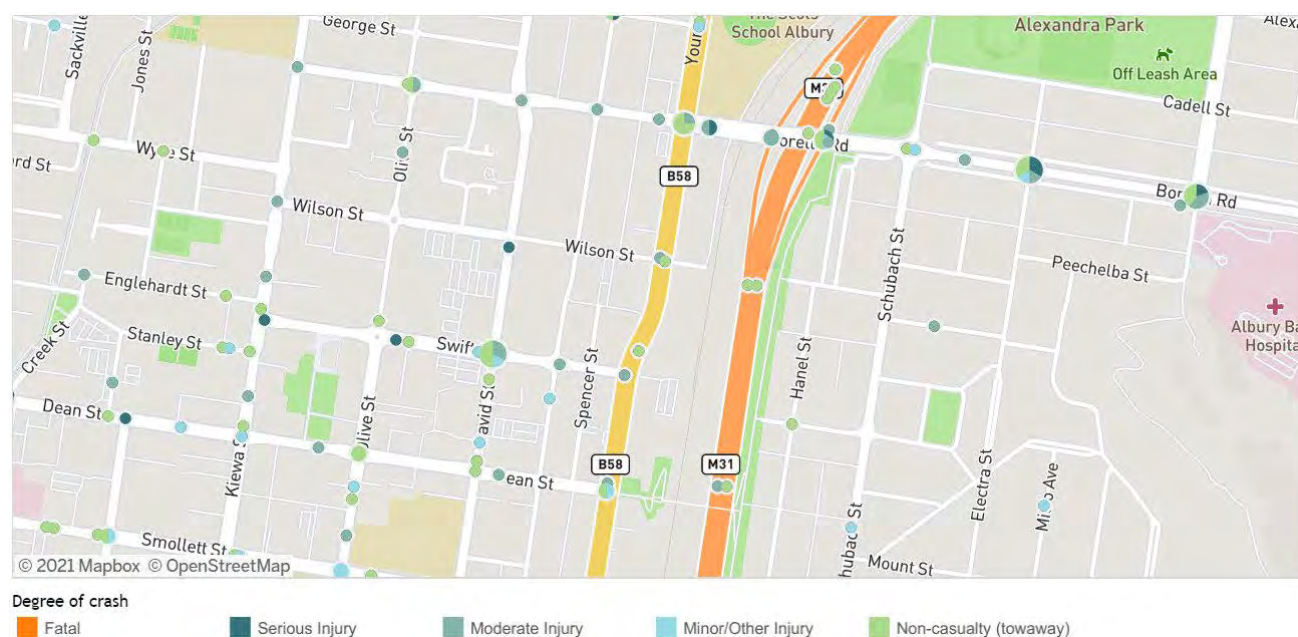 George St
The Scots
School Albury
Alexandra Park
Off Leash Area
Cadell St
Sackville
Jones St
Wyse St
Olive St
B58
Borella Rd
Wilson St
Wilson St
Schubach St
Peechelba St
Englehardt St
Stanley St
Creek St
Swift
Spencer St
Hanel St
Albury Ba
Hospita
Dean St
Kiewa S
Olive St
avid St
B58
M31
ean St
Electra St
Schubach St
Smollett St
Mount St
© 2021 Mapbox © OpenStreetMap
Degree of crash
Fatal
Serious Injury
Moderate Injury
Minor/Other Injury
Non-casualty (towaway)